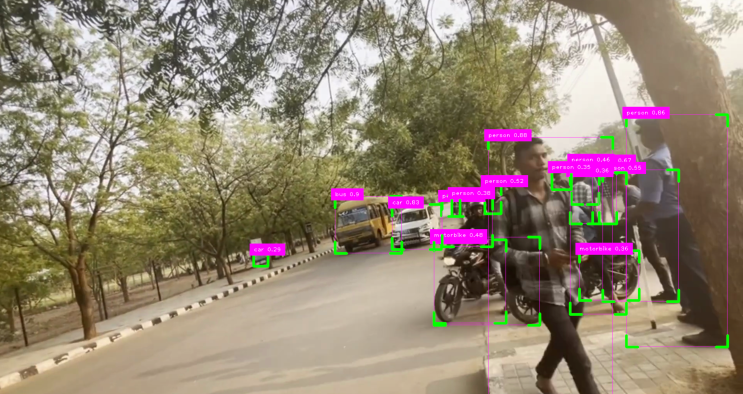 person 0.86
person 0.88
person 0.46
0.67
person 0.35
0.36
son 0.55
person 0.52
bus 0.9
person 0.38
car 0.83
motorbike 0.48
car 0.29
motorbike 0.30